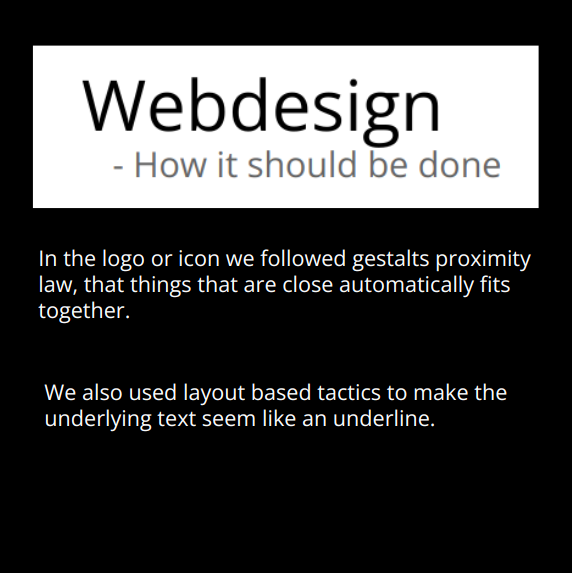 Webdesign
- How it should be done
In the logo or icon we followed gestalts proximity
law, that things that are close automatically fits
together.
We also used layout based tactics to make the
underlying text seem like an underline.